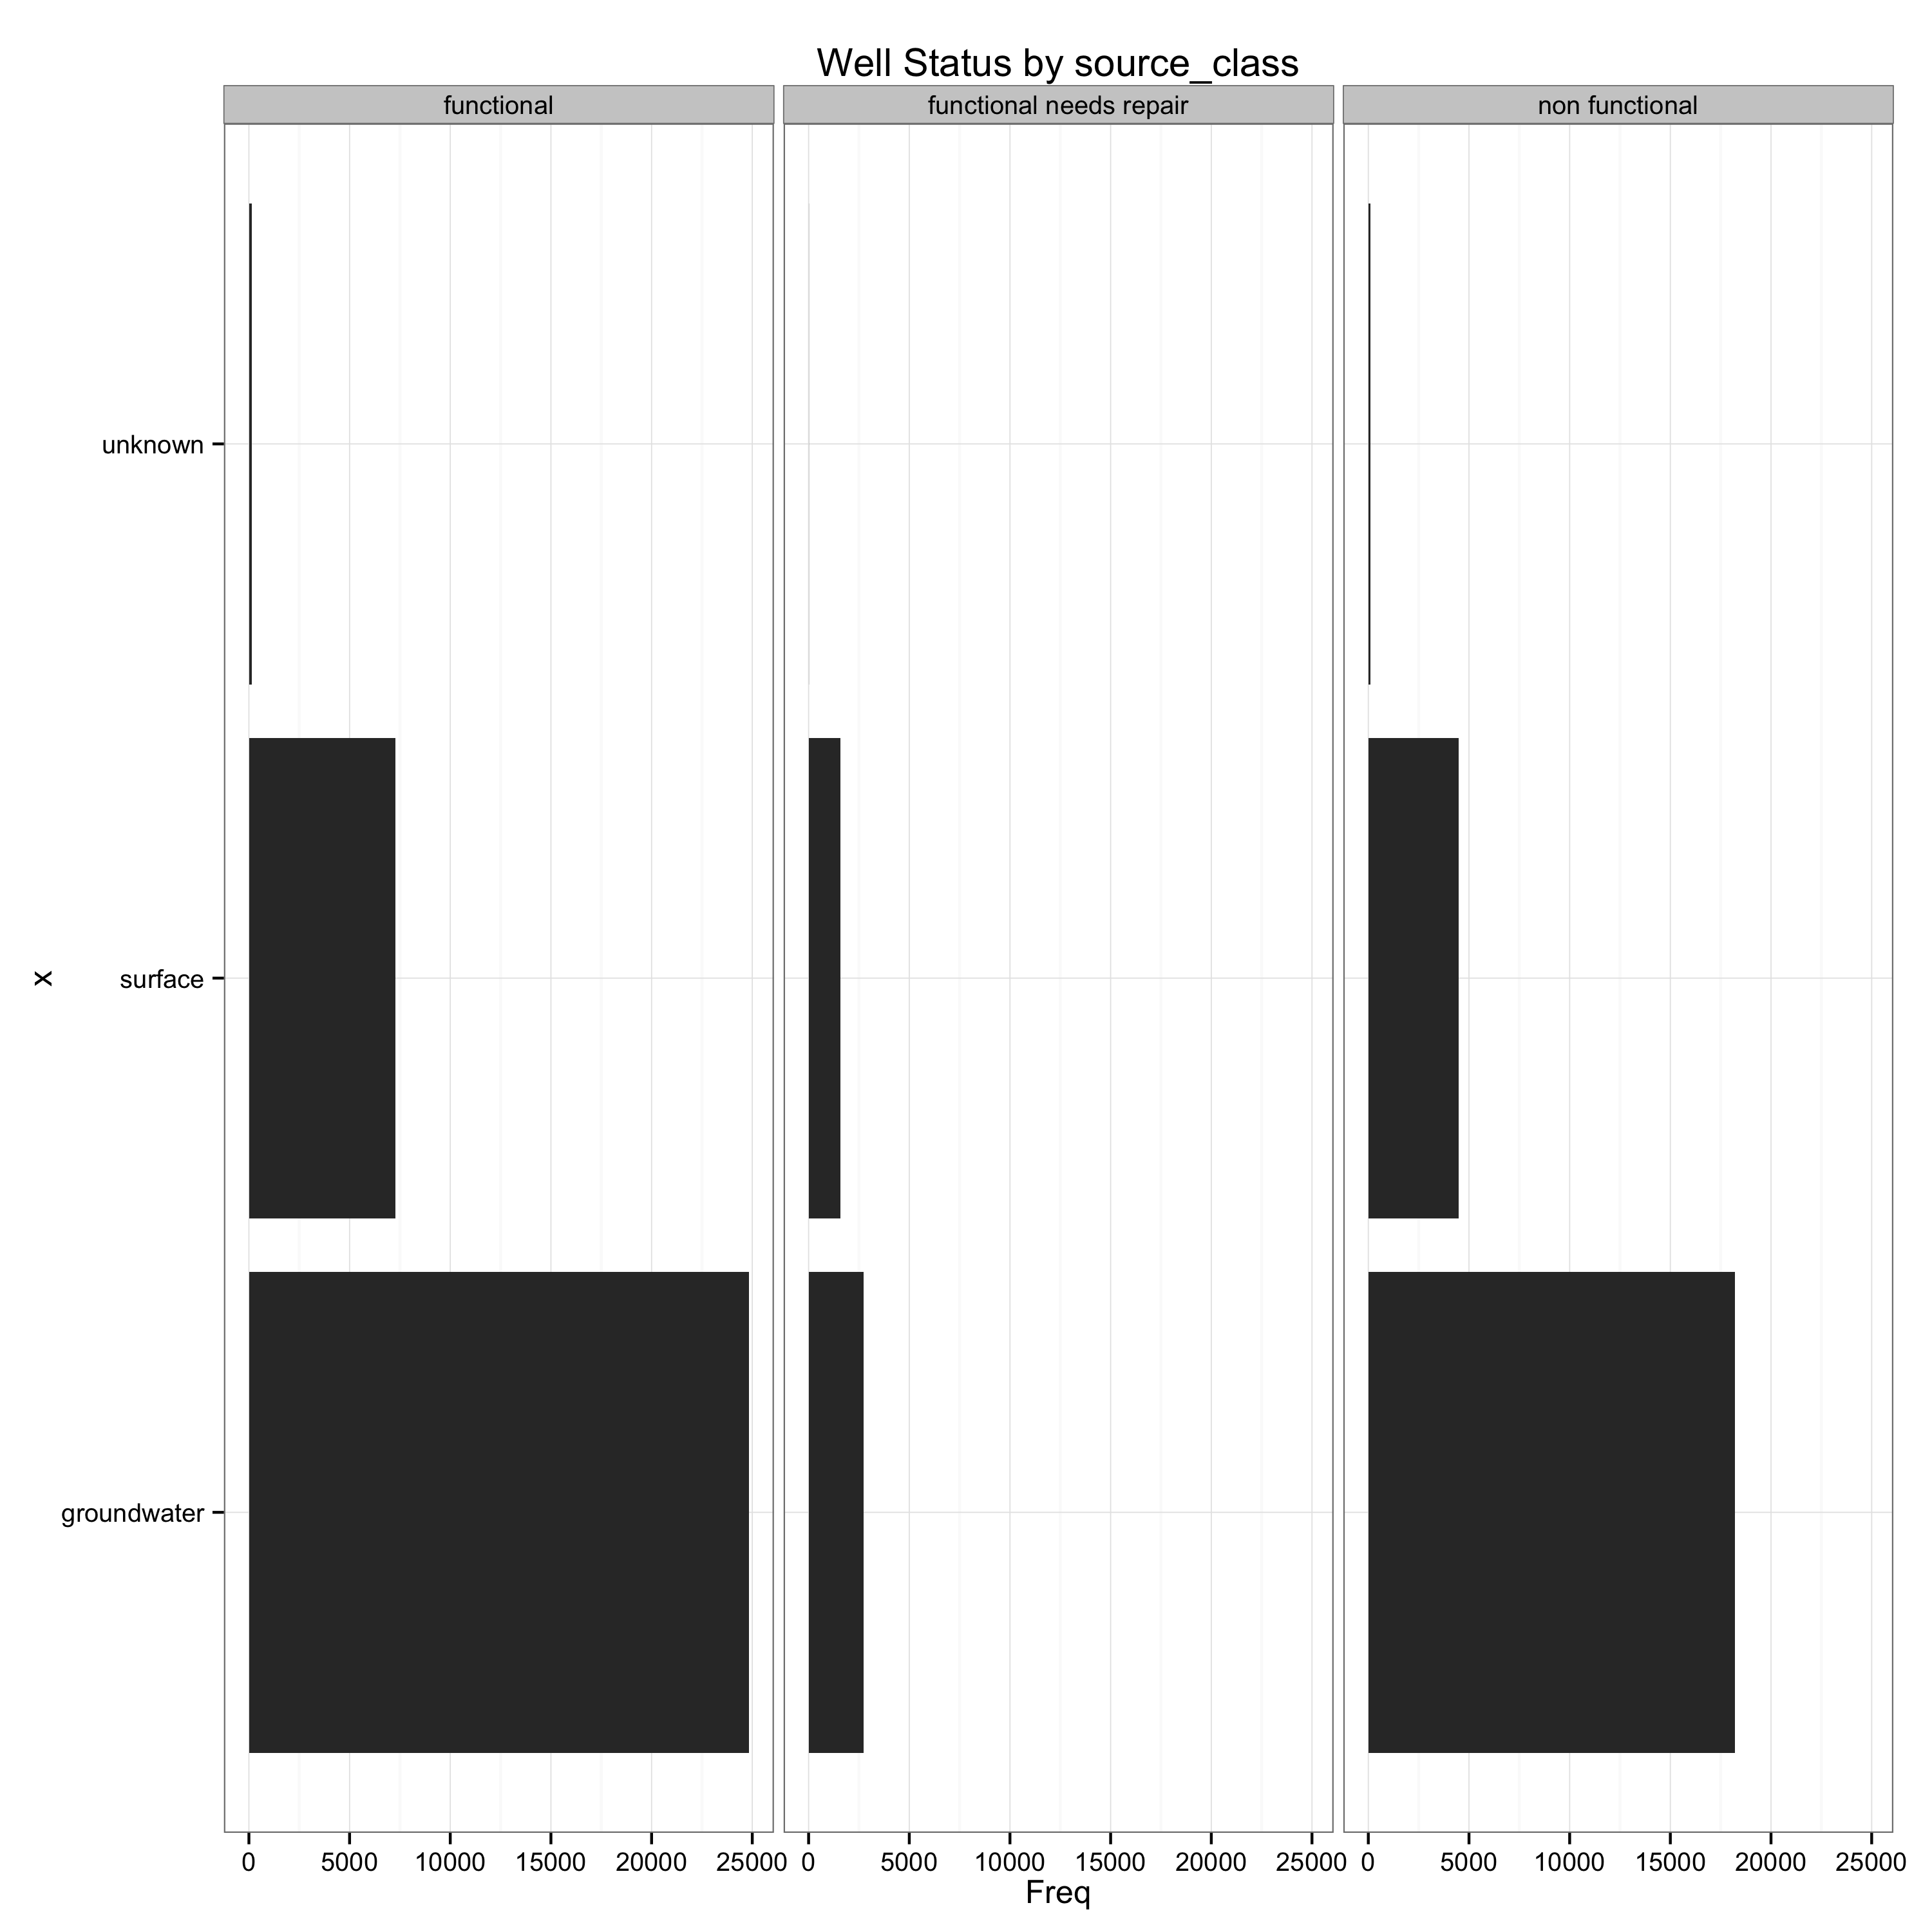 Well Status by source_class
functional
functional needs repair
non functional
unknown
surface
groundwater
x
0 5000 10000 15000 20000 25000
0 5000 10000 15000 20000 25000
0 5000 10000 15000 20000 25000
Freq